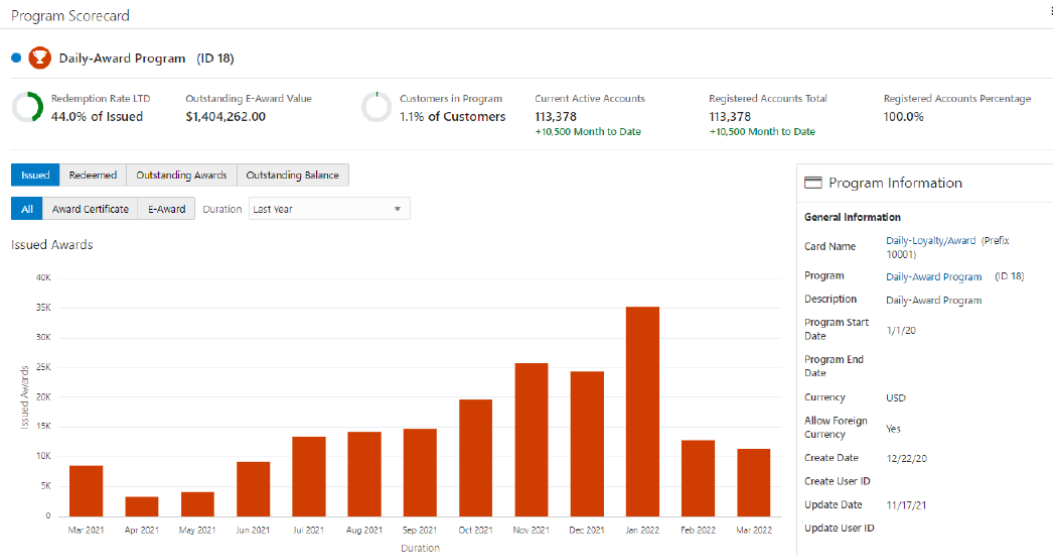 Program Scorecard
Daily-Award Program (ID 18)
Redemption Rate LTD
44.0% of Issued
Outstanding E-Award Value
$1,404,262.00
Customers in Program
1.1% of Customers
Current Active Accounts
113,378
+10,500 Month to Date
Registered Accounts Total
113,378
+10,500 Month to Date
Registered Accounts Percentage
100.0%
Issued Redeemed Outstanding Awards Outstanding Balance
All Award Certificate E-Award Duration Last Year
Issued Awards
40K
35K
30K
25K
20K
15K
10K
5K
0
Issued Awards
Mar 2021 Apr 2021 May 2021 Jun 2021 Jul 2021 Aug 2021 Sep 2021 Oct 2021 Nov 2021 Dec 2021 Jan 2022 Feb 2022 Mar 2022
Duration
Program Information
General Information
Card Name Daily-Loyalty/Award (Prefix
10001)
Program Daily-Award Program (ID 18)
Description Daily-Award Program
Program Start
Date 1/1/20
Program End
Date
Currency USD
Allow Foreign
Currency Yes
Create Date 12/22/20
Create User ID
Update Date 11/17/21
Update User ID